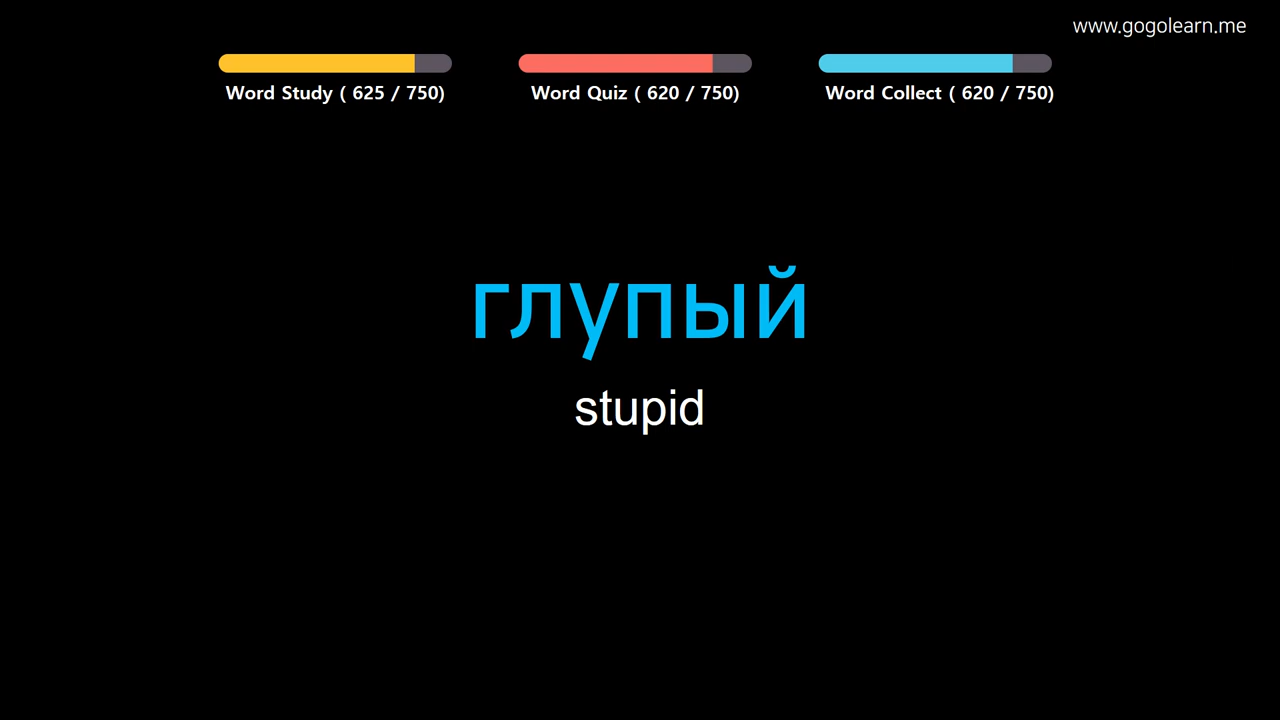 www.gogolearn.me
Word Study ( 625 / 750)
Word Quiz ( 620 / 750)
Word Collect ( 620 / 750)
глупый
stupid